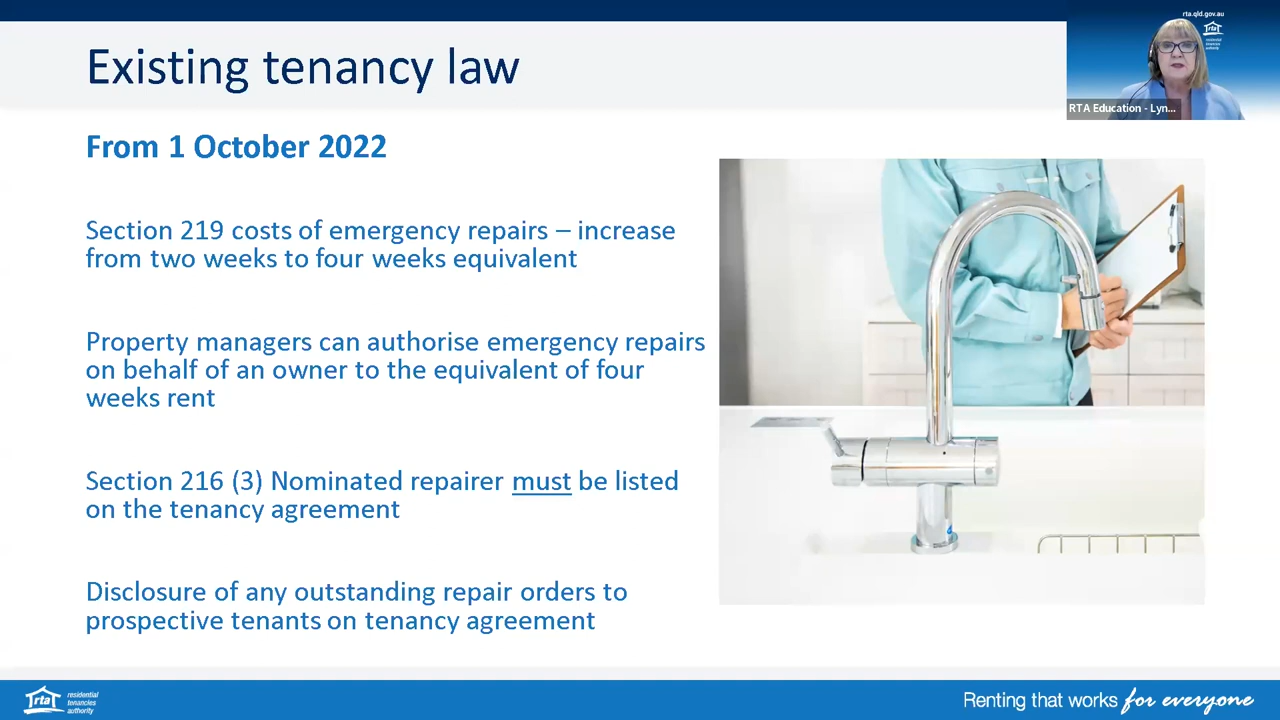 Existing tenancy law
rta.qld.gov.au
rta
residential
tenancies
authority
RTA Education - Lyn...
From 1 October 2022
Section 219 costs of emergency repairs – increase
from two weeks to four weeks equivalent
Property managers can authorise emergency repairs
on behalf of an owner to the equivalent of four
weeks rent
Section 216 (3) Nominated repairer must be listed
on the tenancy agreement
Disclosure of any outstanding repair orders to
prospective tenants on tenancy agreement
rta
residential
tenancies
authority
Renting that works for everyone